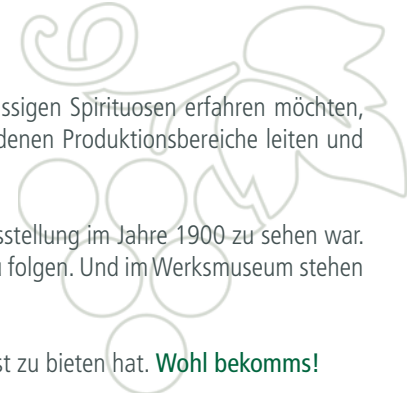 ssigen Spirituosen erfahren möchten,
denen Produktionsbereiche leiten und
sstellung im Jahre 1900 zu sehen war.
folgen. Und im Werksmuseum stehen
st zu bieten hat. Wohl bekomms!